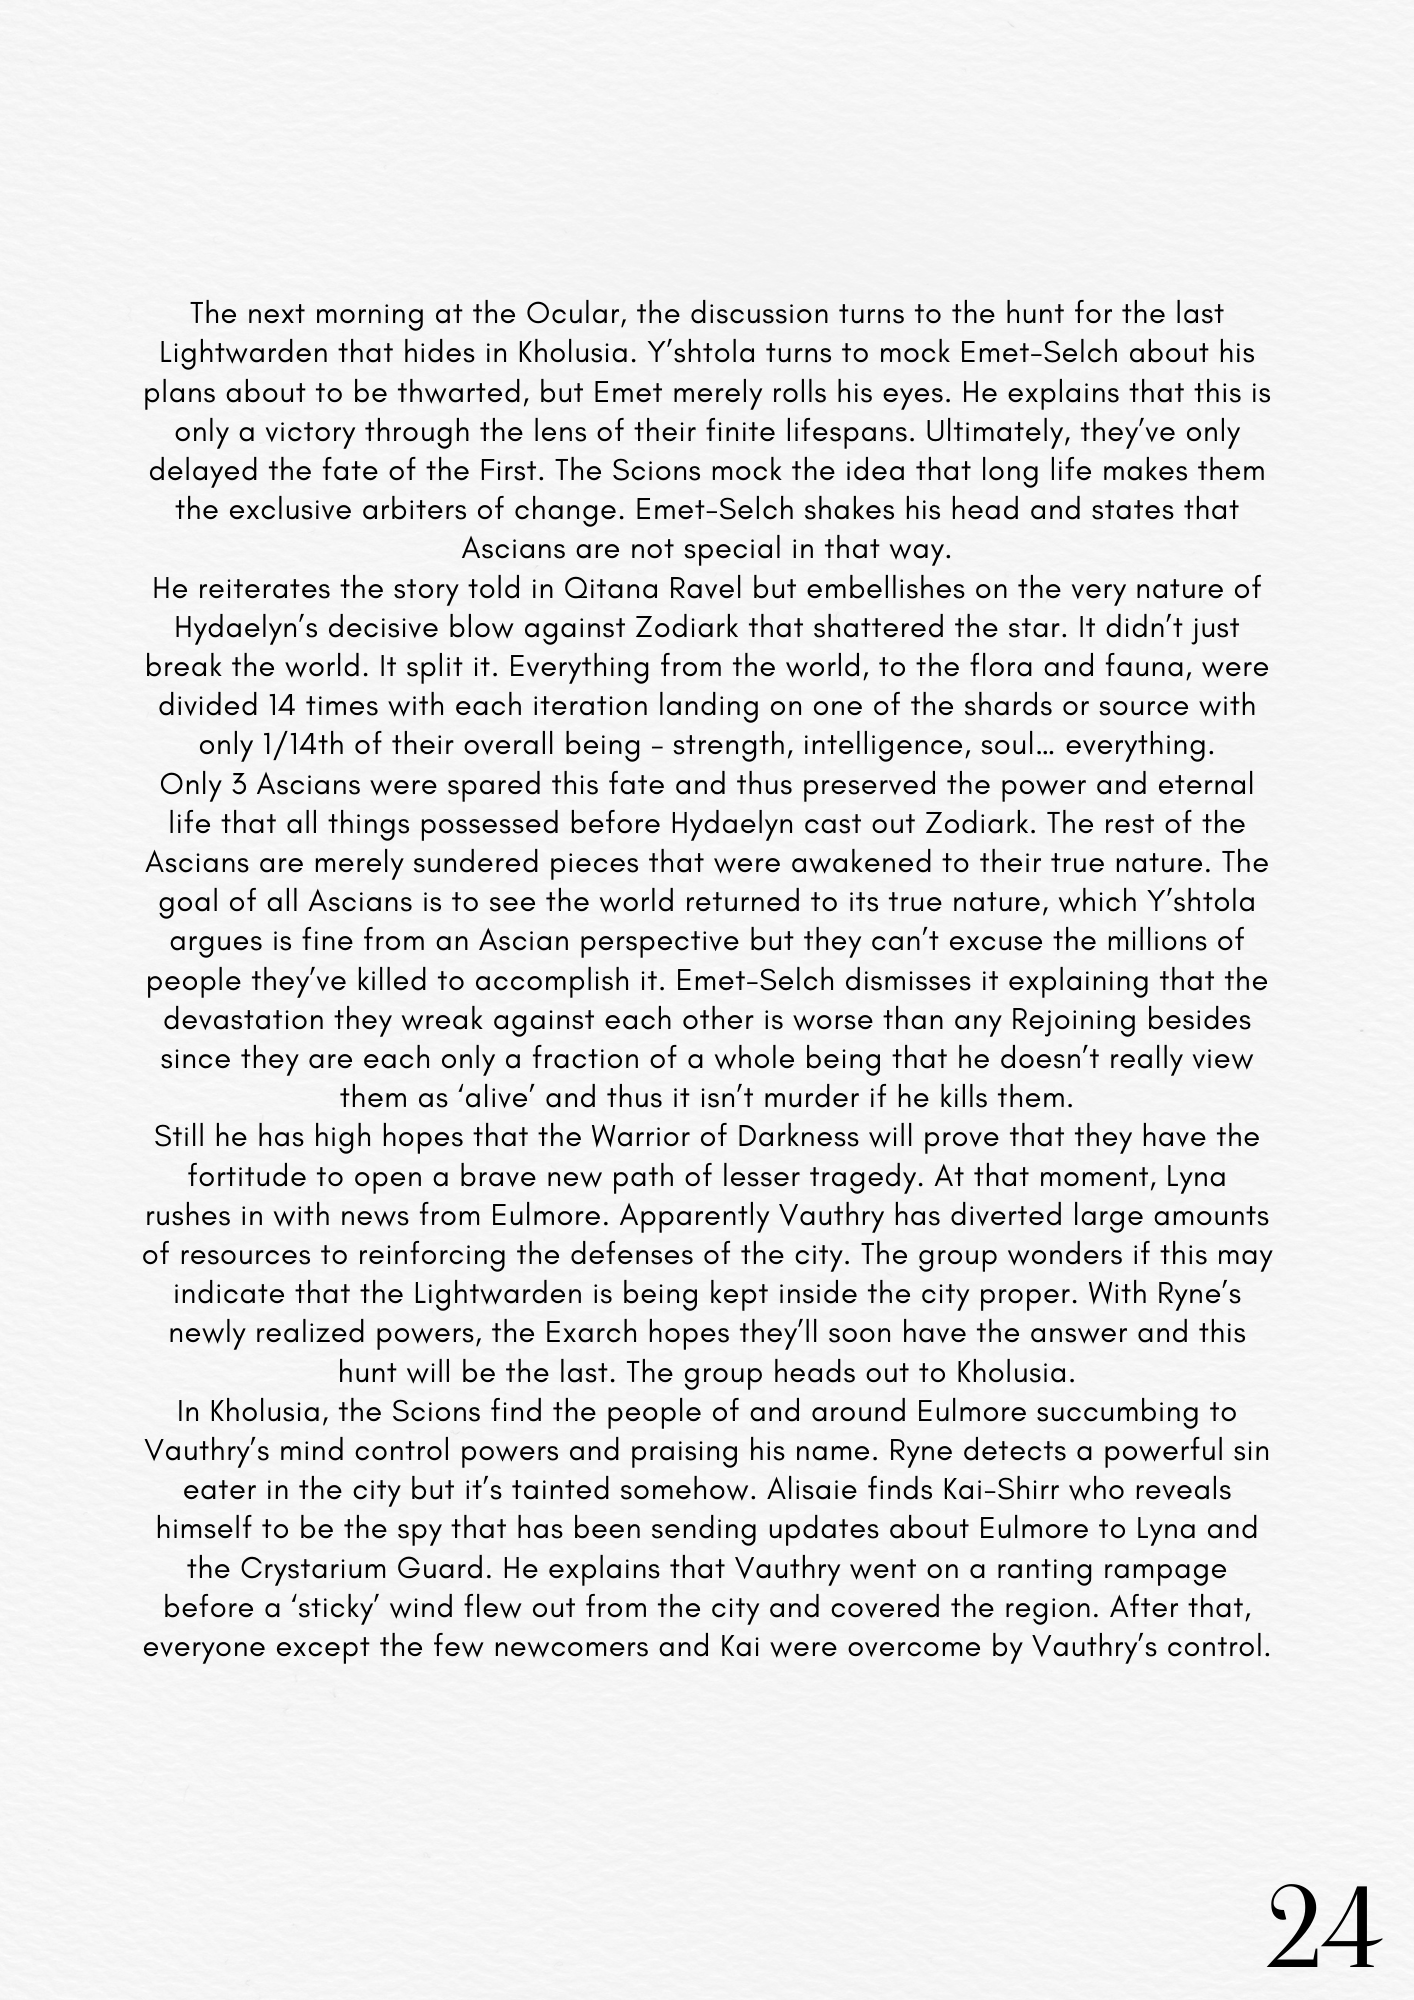 The next morning at the Ocular, the discussion turns to the hunt for the last
Lightwarden that hides in Kholusia. Y’shtola turns to mock Emet-Selch about his
plans about to be thwarted, but Emet merely rolls his eyes. He explains that this is
only a victory through the lens of their finite lifespans. Ultimately, they’ve only
delayed the fate of the First. The Scions mock the idea that long life makes them
the exclusive arbiters of change. Emet-Selch shakes his head and states that
Ascians are not special in that way.
He reiterates the story told in Qitana Ravel but embellishes on the very nature of
Hydaelyn’s decisive blow against Zodiark that shattered the star. It didn’t just
break the world. It split it. Everything from the world, to the flora and fauna, were
divided 14 times with each iteration landing on one of the shards or source with
only 1/14th of their overall being - strength, intelligence, soul... everything.
Only 3 Ascians were spared this fate and thus preserved the power and eternal
life that all things possessed before Hydaelyn cast out Zodiark. The rest of the
Ascians are merely sundered pieces that were awakened to their true nature. The
goal of all Ascians is to see the world returned to its true nature, which Y’shtola
argues is fine from an Ascian perspective but they can’t excuse the millions of
people they’ve killed to accomplish it. Emet-Selch dismisses it explaining that the
devastation they wreak against each other is worse than any Rejoining besides
since they are each only a fraction of a whole being that he doesn’t really view
them as ‘alive’ and thus it isn’t murder if he kills them.
Still he has high hopes that the Warrior of Darkness will prove that they have the
fortitude to open a brave new path of lesser tragedy. At that moment, Lyna
rushes in with news from Eulmore. Apparently Vauthry has diverted large amounts
of resources to reinforcing the defenses of the city. The group wonders if this may
indicate that the Lightwarden is being kept inside the city proper. With Ryne’s
newly realized powers, the Exarch hopes they’ll soon have the answer and this
hunt will be the last. The group heads out to Kholusia.
In Kholusia, the Scions find the people of and around Eulmore succumbing to
Vauthry’s mind control powers and praising his name. Ryne detects a powerful sin
eater in the city but it’s tainted somehow. Alisaie finds Kai-Shirr who reveals
himself to be the spy that has been sending updates about Eulmore to Lyna and
the Crystarium Guard. He explains that Vauthry went on a ranting rampage
before a ‘sticky’ wind flew out from the city and covered the region. After that,
everyone except the few newcomers and Kai were overcome by Vauthry’s control.
24